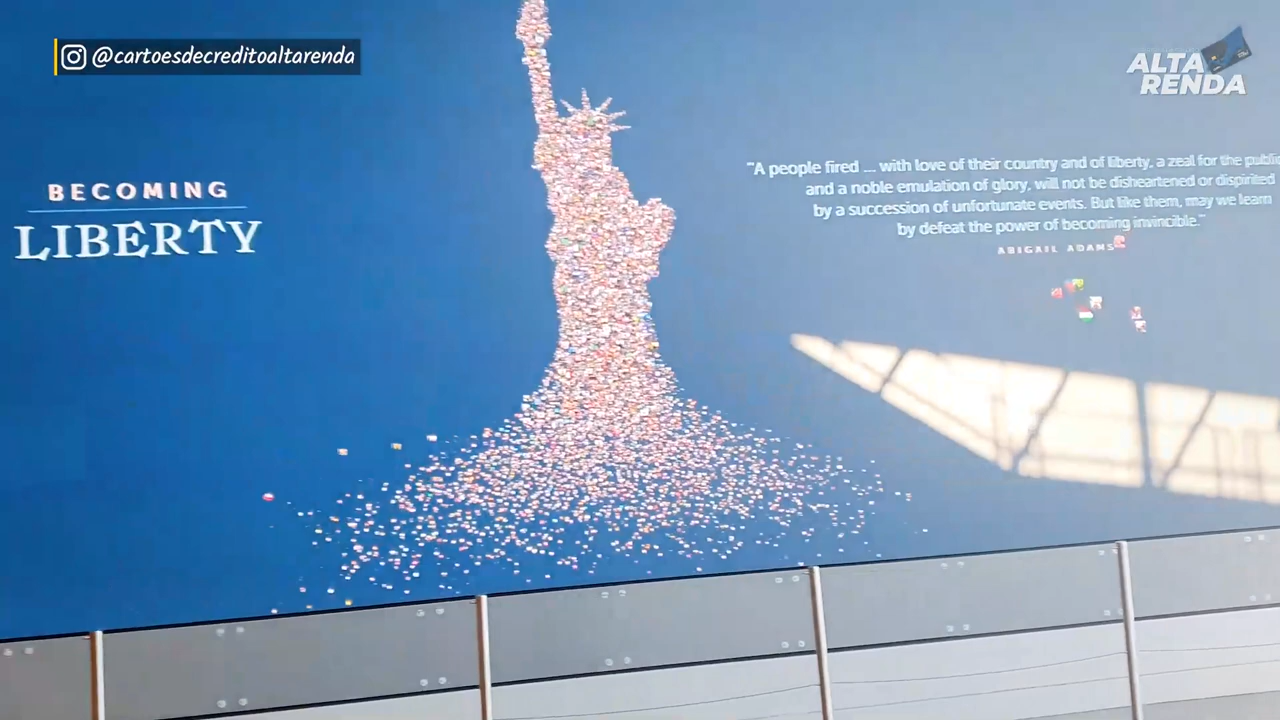 @cartoesdecreditoaltarenda
ALTA
RENDA
BECOMING
LIBERTY
"A people fired ... with love of their country and of liberty, a zeal for the public
and a noble emulation of glory, will not be disheartened or dispirited
by a succession of unfortunate events. But like them, may we learn
by defeat the power of becoming invincible."
ABIGAIL ADAMS